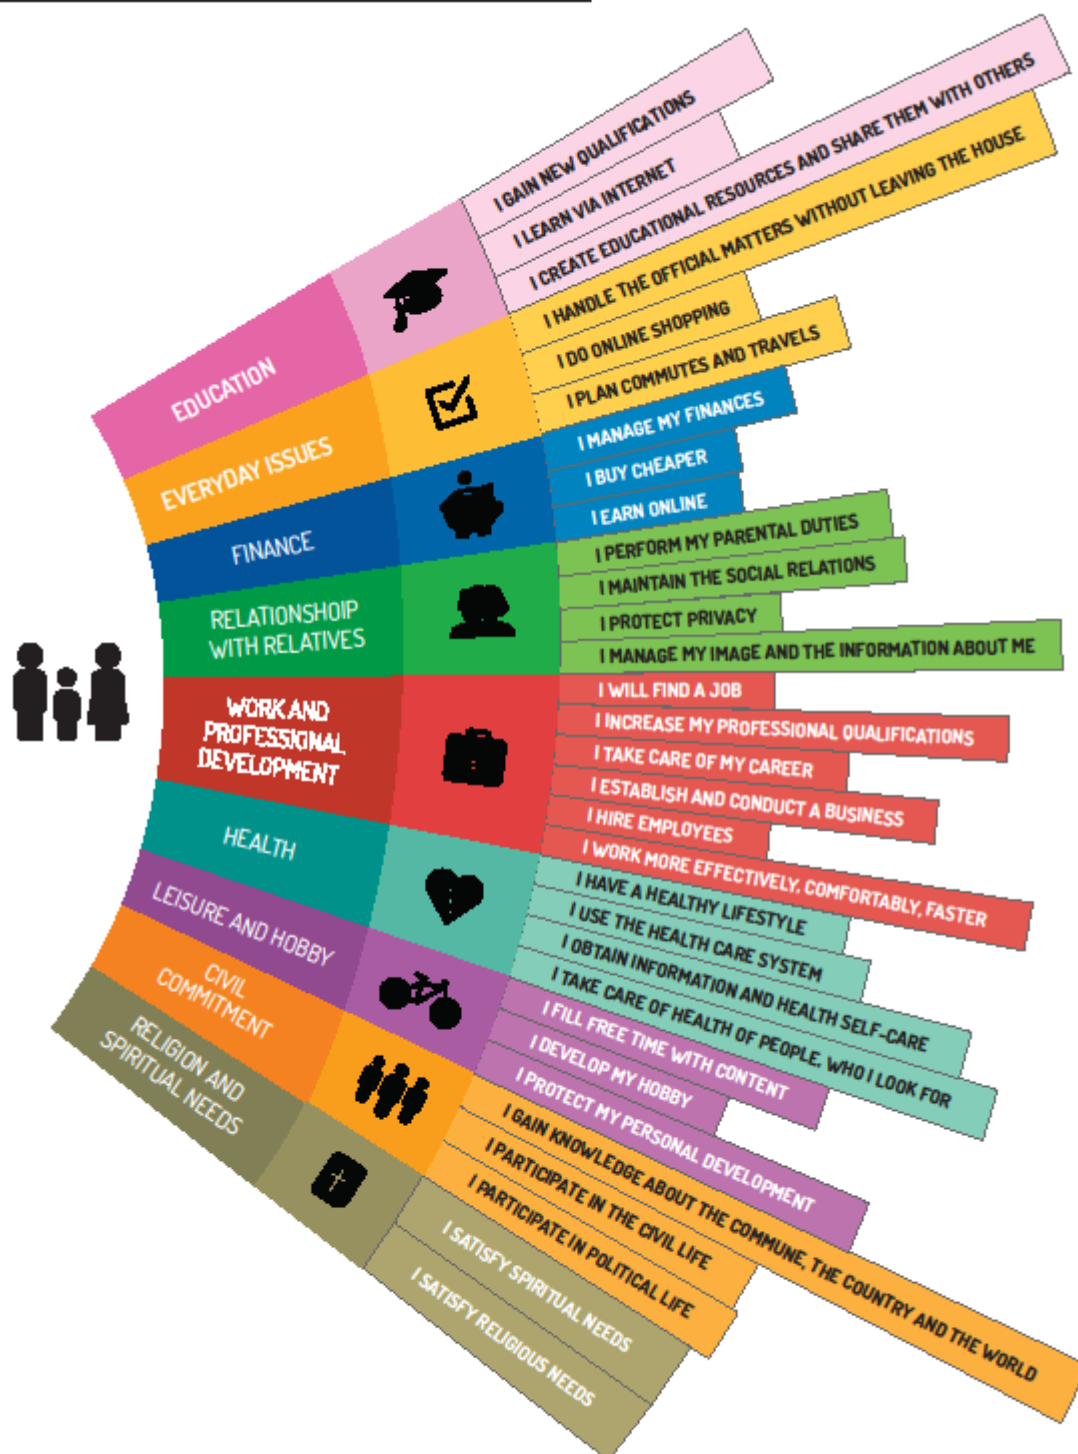 EDUCATION
I GAIN NEW QUALIFICATIONS
I LEARN VIA INTERNET
I CREATE EDUCATIONAL RESOURCES AND SHARE THEM WITH OTHERS
EVERYDAY ISSUES
I HANDLE THE OFFICIAL MATTERS WITHOUT LEAVING THE HOUSE
I DO ONLINE SHOPPING
I PLAN COMMUTES AND TRAVELS
FINANCE
I MANAGE MY FINANCES
I BUY CHEAPER
I EARN ONLINE
RELATIONSHOIP
WITH RELATIVES
I PERFORM MY PARENTAL DUTIES
I MAINTAIN THE SOCIAL RELATIONS
I PROTECT PRIVACY
I MANAGE MY IMAGE AND THE INFORMATION ABOUT ME
WORK AND
PROFESSIONAL
DEVELOPMENT
I WILL FIND A JOB
I INCREASE MY PROFESSIONAL QUALIFICATIONS
I TAKE CARE OF MY CAREER
I ESTABLISH AND CONDUCT A BUSINESS
I HIRE EMPLOYEES
I WORK MORE EFFECTIVELY, COMFORTABLY, FASTER
HEALTH
I HAVE A HEALTHY LIFESTYLE
I USE THE HEALTH CARE SYSTEM
I OBTAIN INFORMATION AND HEALTH SELF-CARE
I TAKE CARE OF HEALTH OF PEOPLE, WHO I LOOK FOR
LEISURE AND HOBBY
I FILL FREE TIME WITH CONTENT
I DEVELOP MY HOBBY
I PROTECT MY PERSONAL DEVELOPMENT
CIVIL
COMMITMENT
I GAIN KNOWLEDGE ABOUT THE COMMUNE, THE COUNTRY AND THE WORLD
I PARTICIPATE IN THE CIVIL LIFE
I PARTICIPATE IN POLITICAL LIFE
RELIGION AND
SPIRITUAL NEEDS
I SATISFY SPIRITUAL NEEDS
I SATISFY RELIGIOUS NEEDS